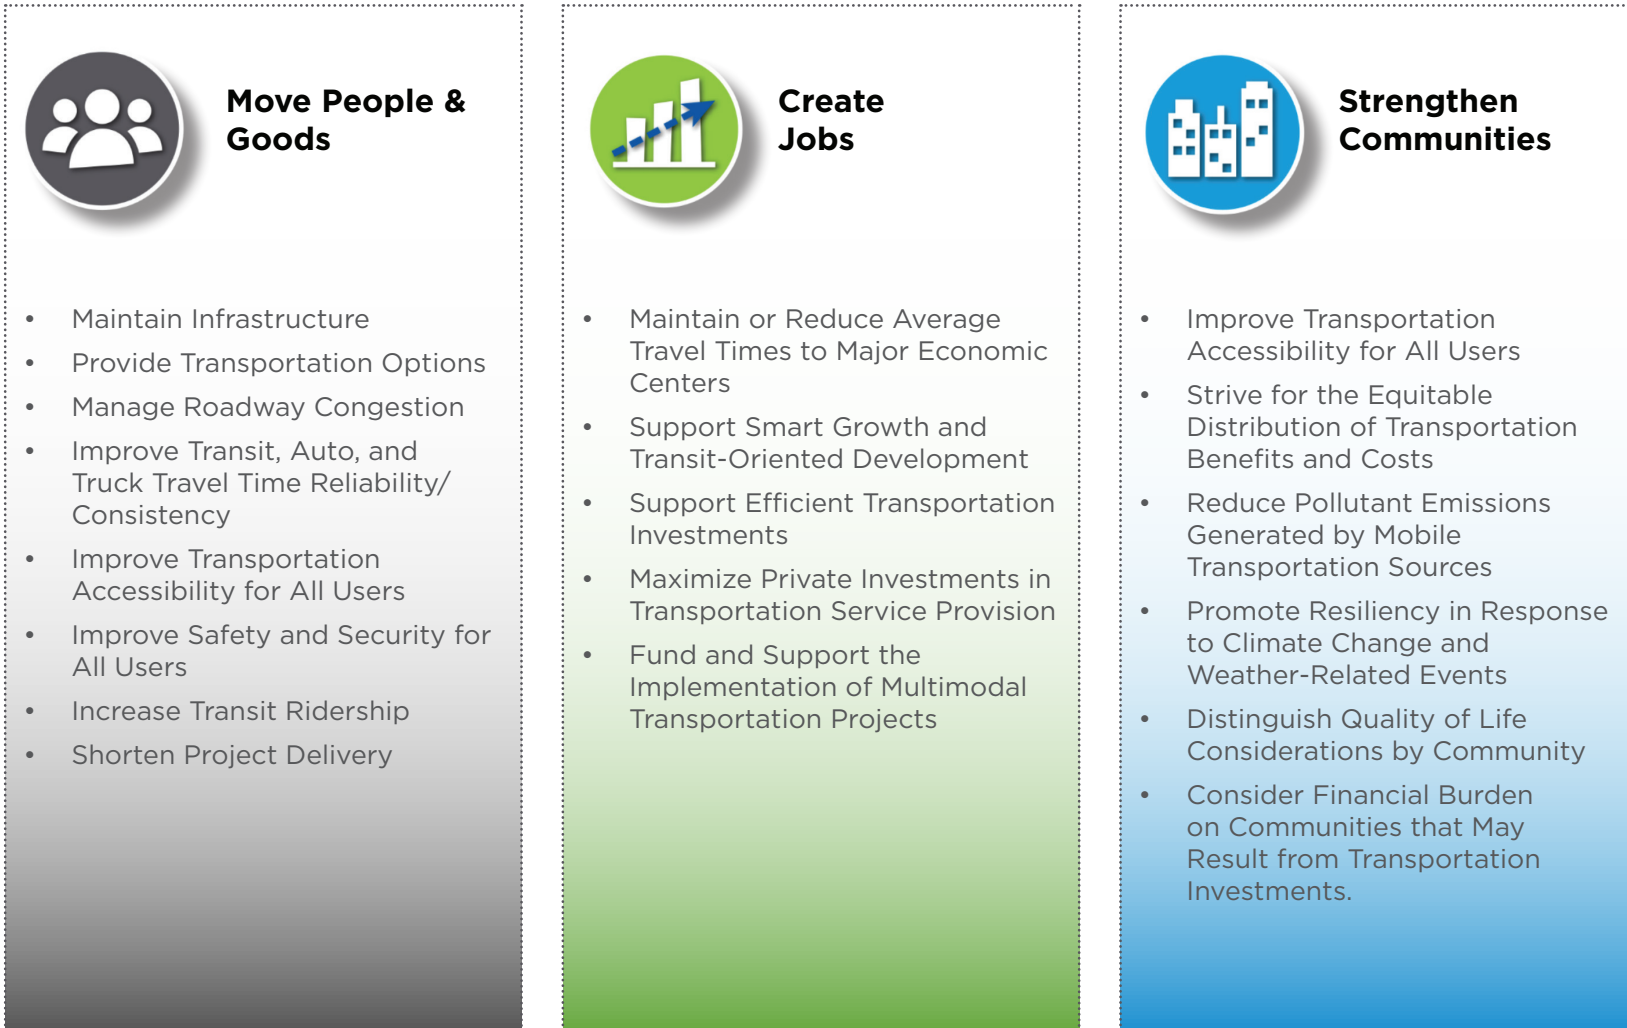 Move People &
Goods
• Maintain Infrastructure
• Provide Transportation Options
• Manage Roadway Congestion
• Improve Transit, Auto, and
Truck Travel Time Reliability/
Consistency
• Improve Transportation
Accessibility for All Users
• Improve Safety and Security for
All Users
• Increase Transit Ridership
• Shorten Project Delivery
Create
Jobs
• Maintain or Reduce Average
Travel Times to Major Economic
Centers
• Support Smart Growth and
Transit-Oriented Development
• Support Efficient Transportation
Investments
• Maximize Private Investments in
Transportation Service Provision
• Fund and Support the
Implementation of Multimodal
Transportation Projects
Strengthen
Communities
• Improve Transportation
Accessibility for All Users
• Strive for the Equitable
Distribution of Transportation
Benefits and Costs
• Reduce Pollutant Emissions
Generated by Mobile
Transportation Sources
• Promote Resiliency in Response
to Climate Change and
Weather-Related Events
• Distinguish Quality of Life
Considerations by Community
• Consider Financial Burden
on Communities that May
Result from Transportation
Investments.